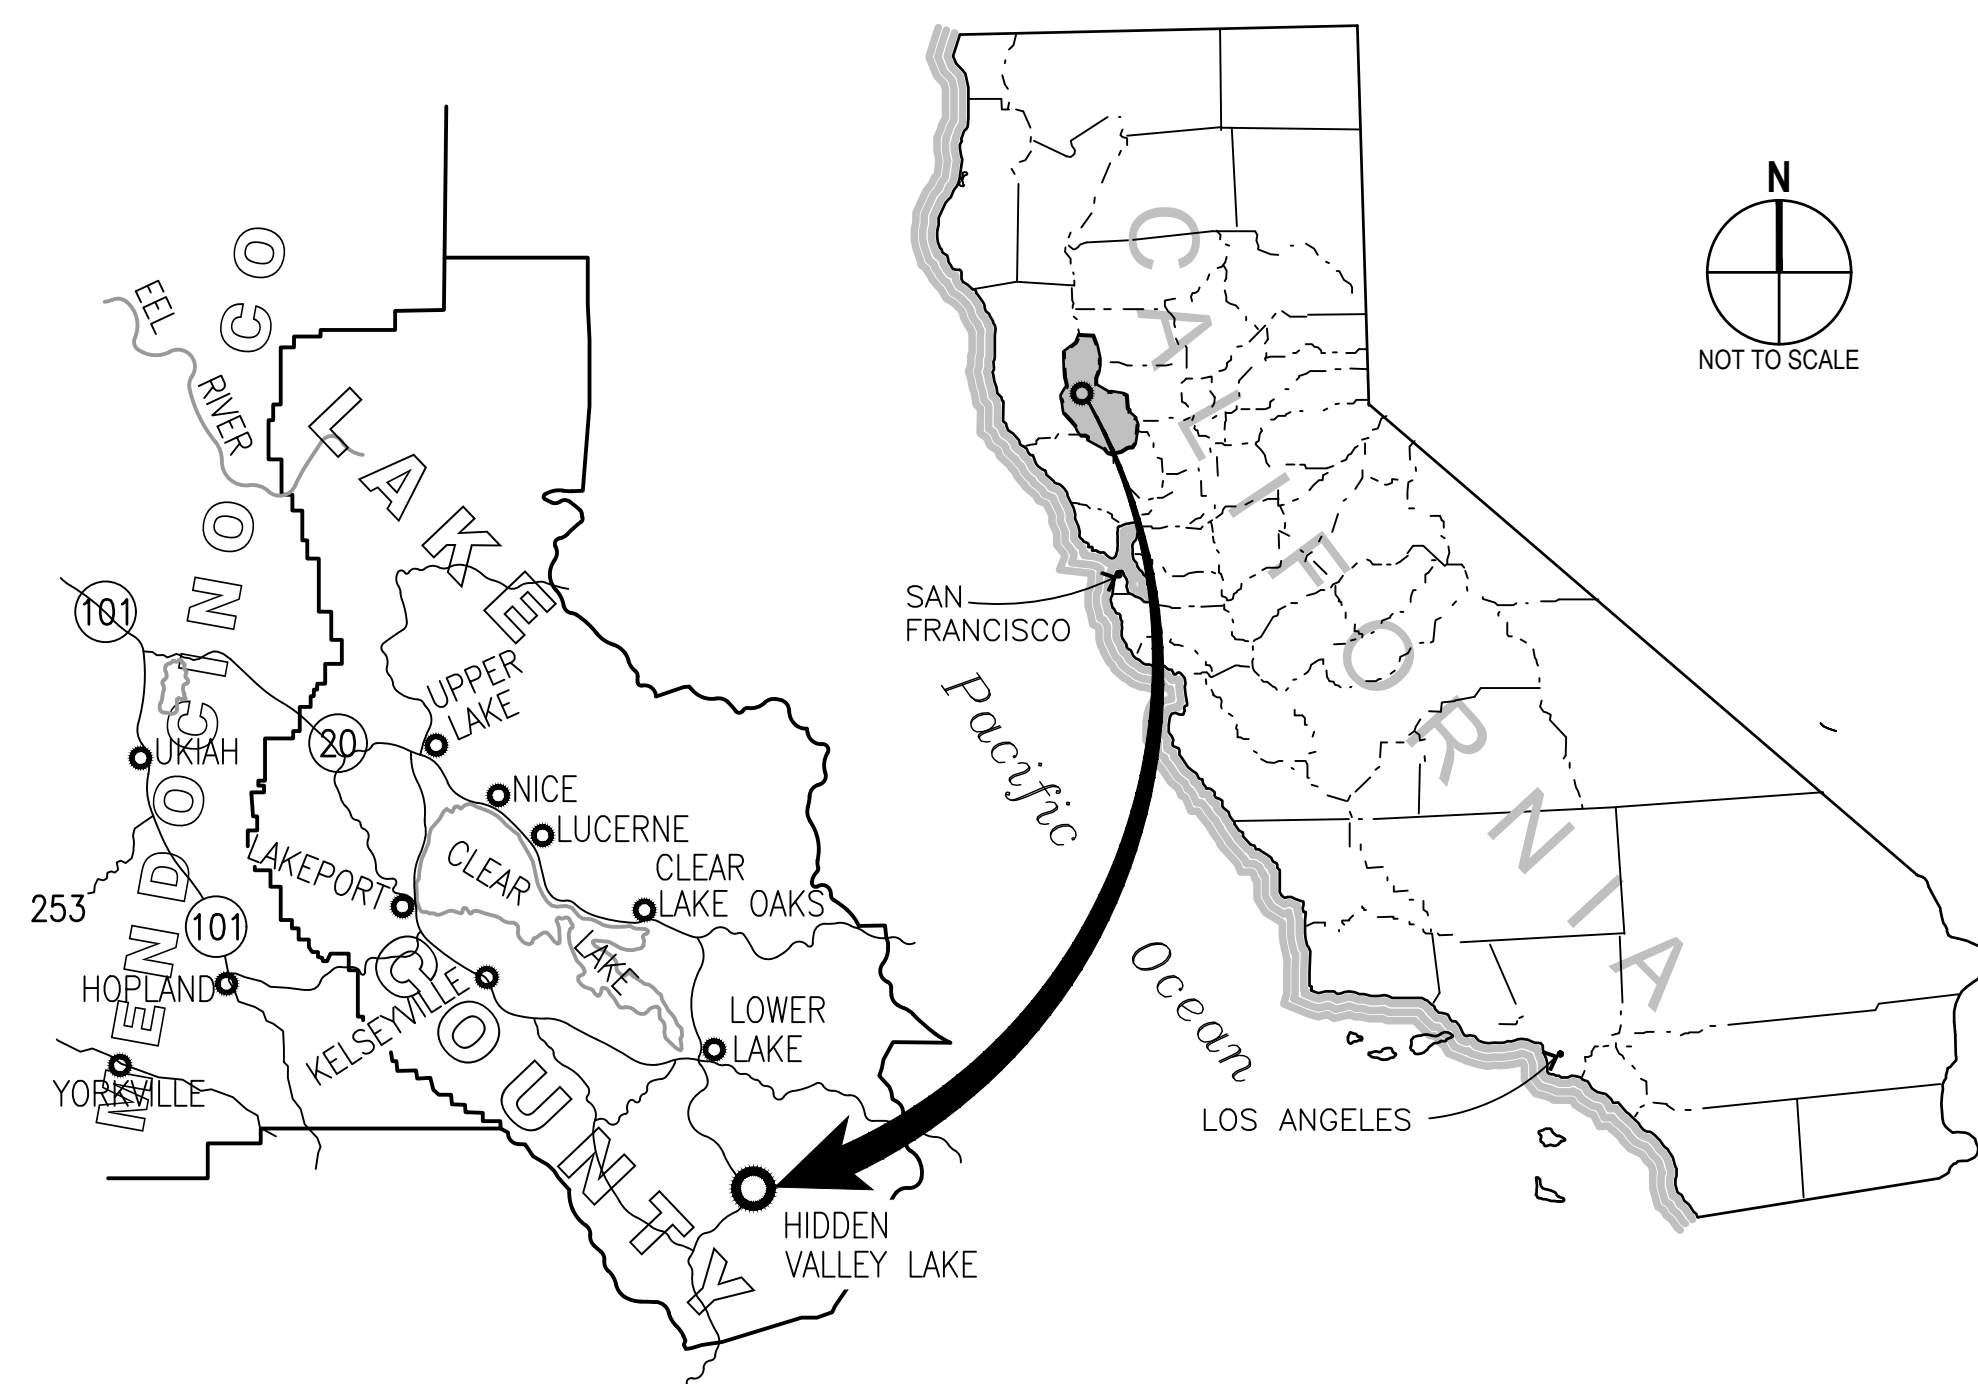 N
NOT TO SCALE
CALIFORNIA
SAN
FRANCISCO
Pacific
Ocean
LOS ANGELES
EEL
RIVER
MENDOCINO CO
LAKE
COUNTY
101
20
UPPER
LAKE
UKIAH
NICE
LUCERNE
CLEAR
LAKE OAKS
LAKEPORT
CLEAR
LAKE
253
101
HOPLAND
KELSEYVILLE
LOWER
LAKE
YORKVILLE
HIDDEN
VALLEY LAKE